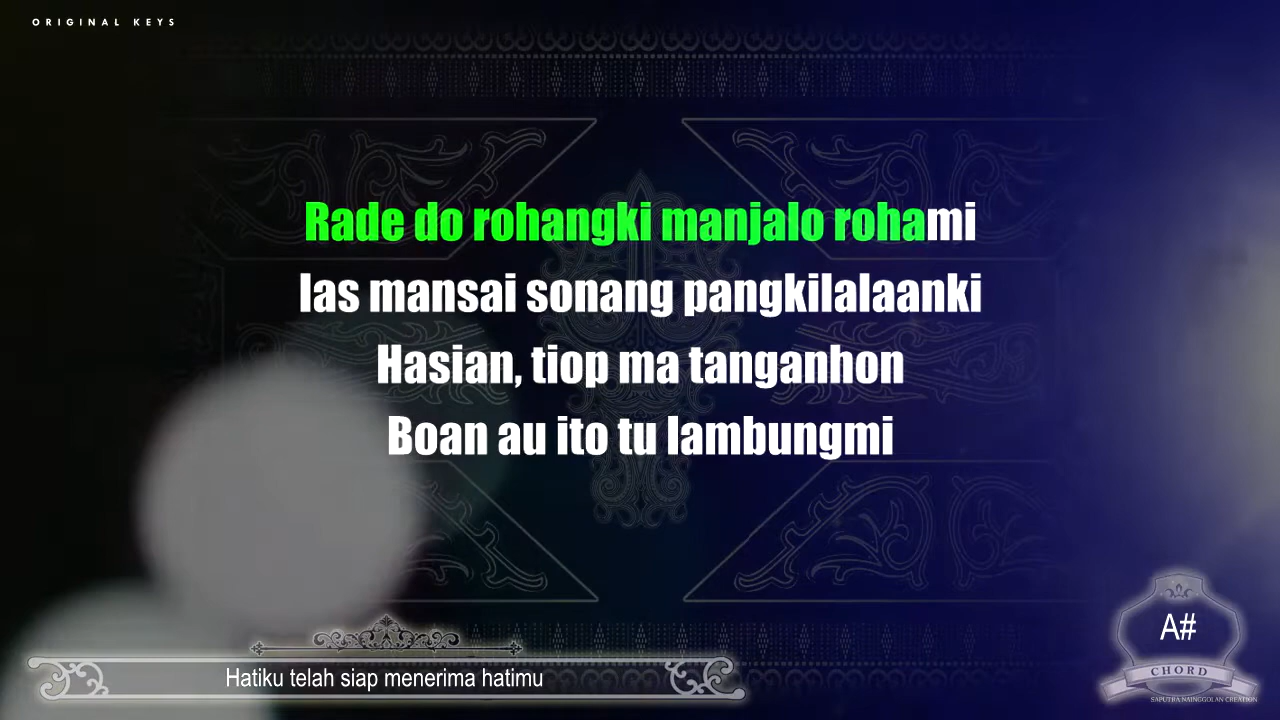 ORIGINAL KEYS
Rade do rohangki manjalo rohami
las mansai sonang pangkilalaanki
Hasian, tiop ma tanganhon
Boan au ito tu lambungmi
A#
CHORD
Hatiku telah siap menerima hatimu
SAPUTRA NAINGGOLAN CREATION